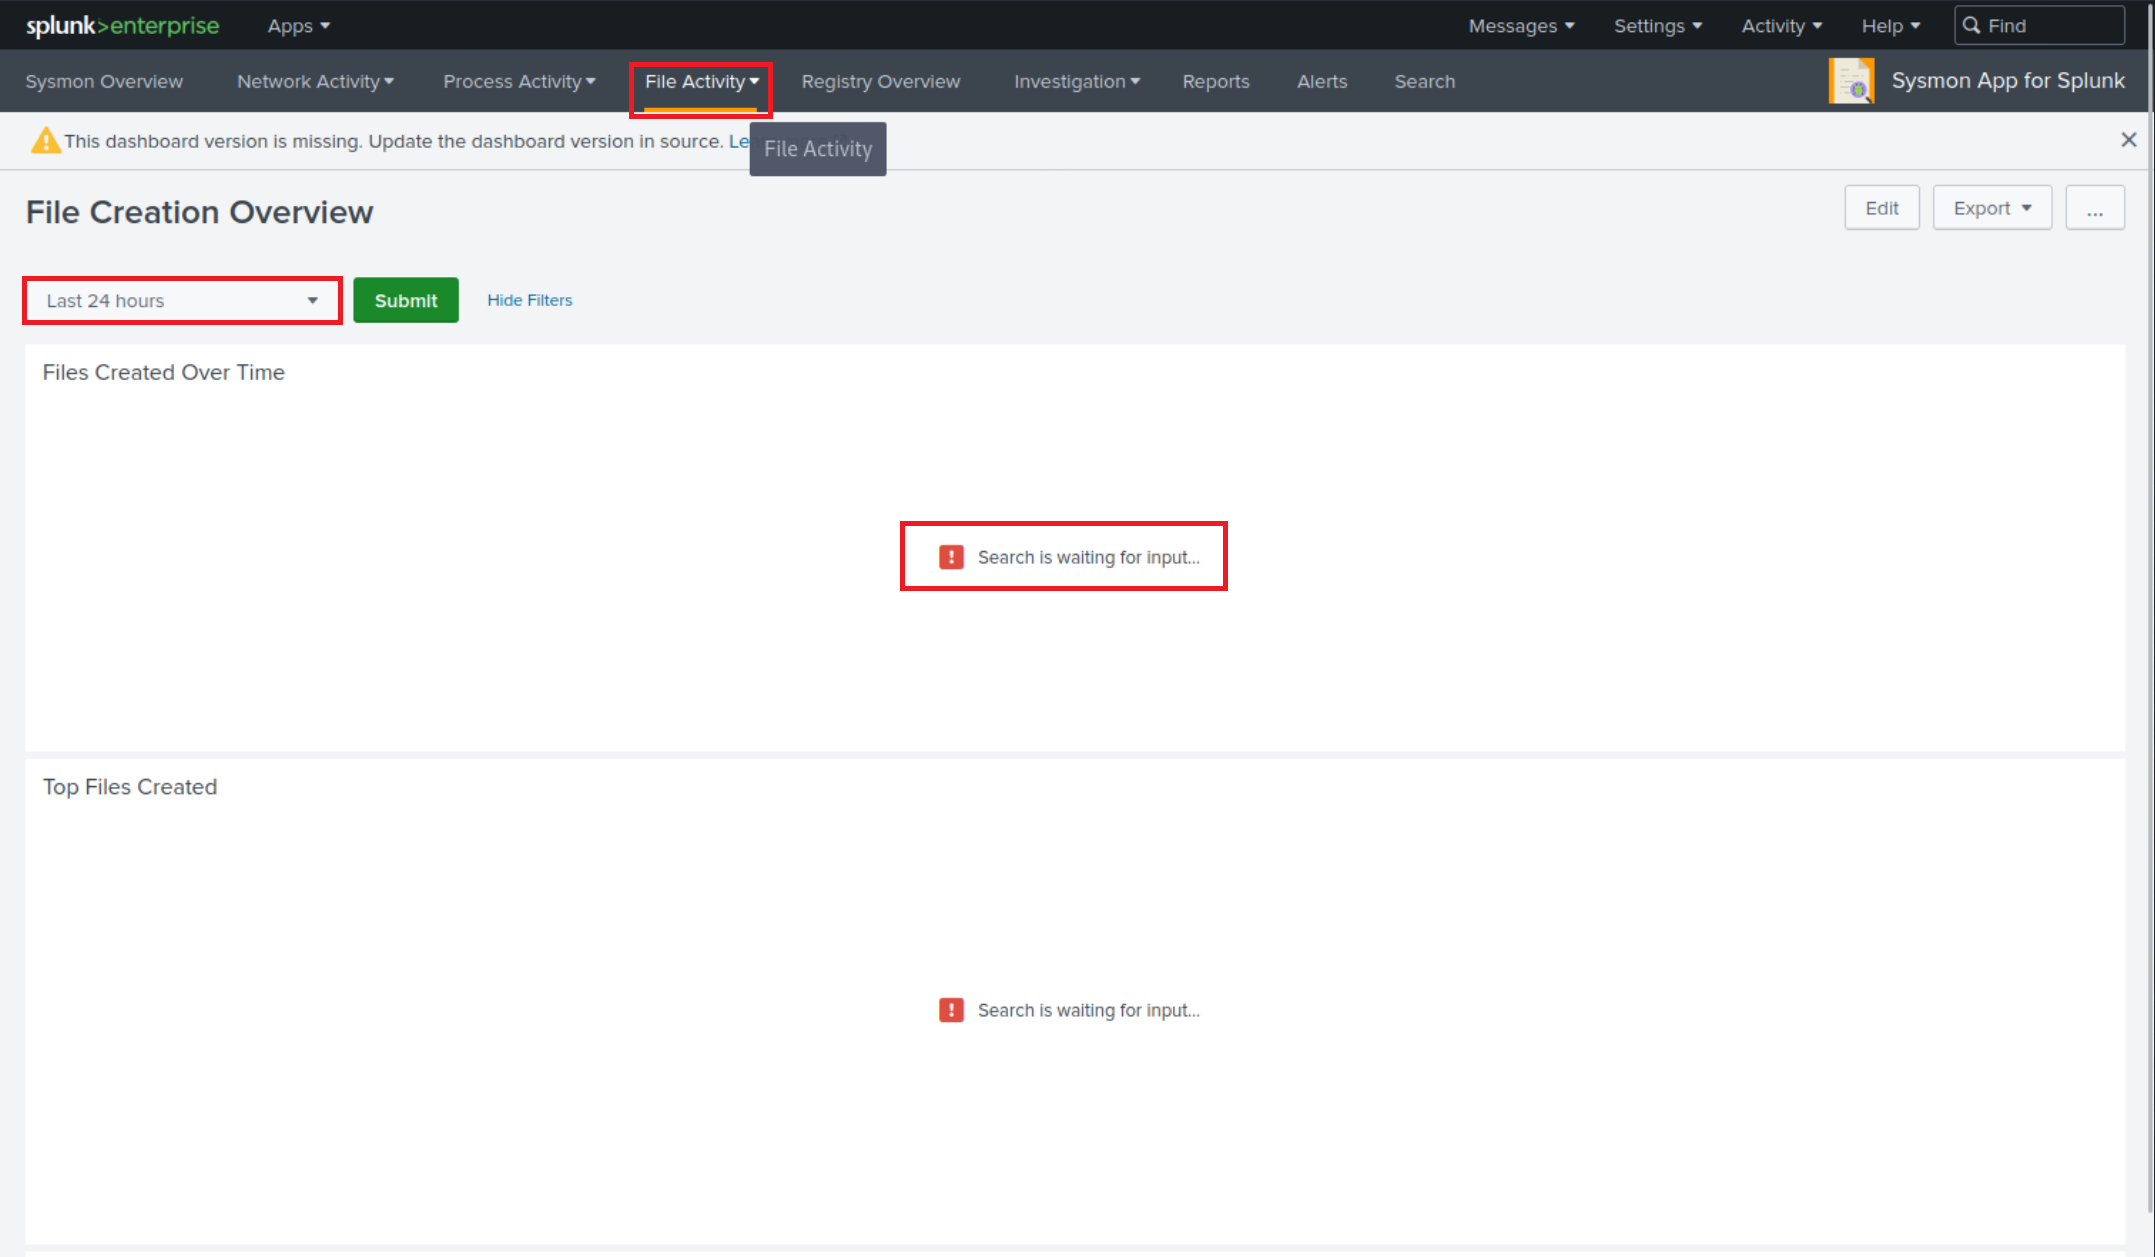 splunk>enterprise Apps Messages Settings Activity Help Find
Sysmon Overview Network Activity Process Activity File Activity Registry Overview Investigation Reports Alerts Search Sysmon App for Splunk
This dashboard version is missing. Update the dashboard version in source. Le
File Activity
File Creation Overview
Edit Export ...
Last 24 hours Submit Hide Filters
Files Created Over Time
Search is waiting for input...
Top Files Created
Search is waiting for input...